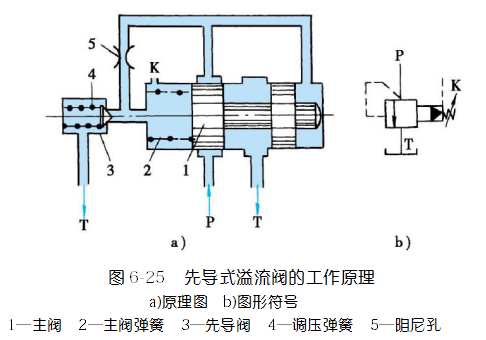 5
4
K
3
2
1
T
P
T
a)
P
K
T
b)
图6-25 先导式溢流阀的工作原理
a)原理图 b)图形符号
1—主阀 2—主阀弹簧 3—先导阀 4—调压弹簧 5—阻尼孔